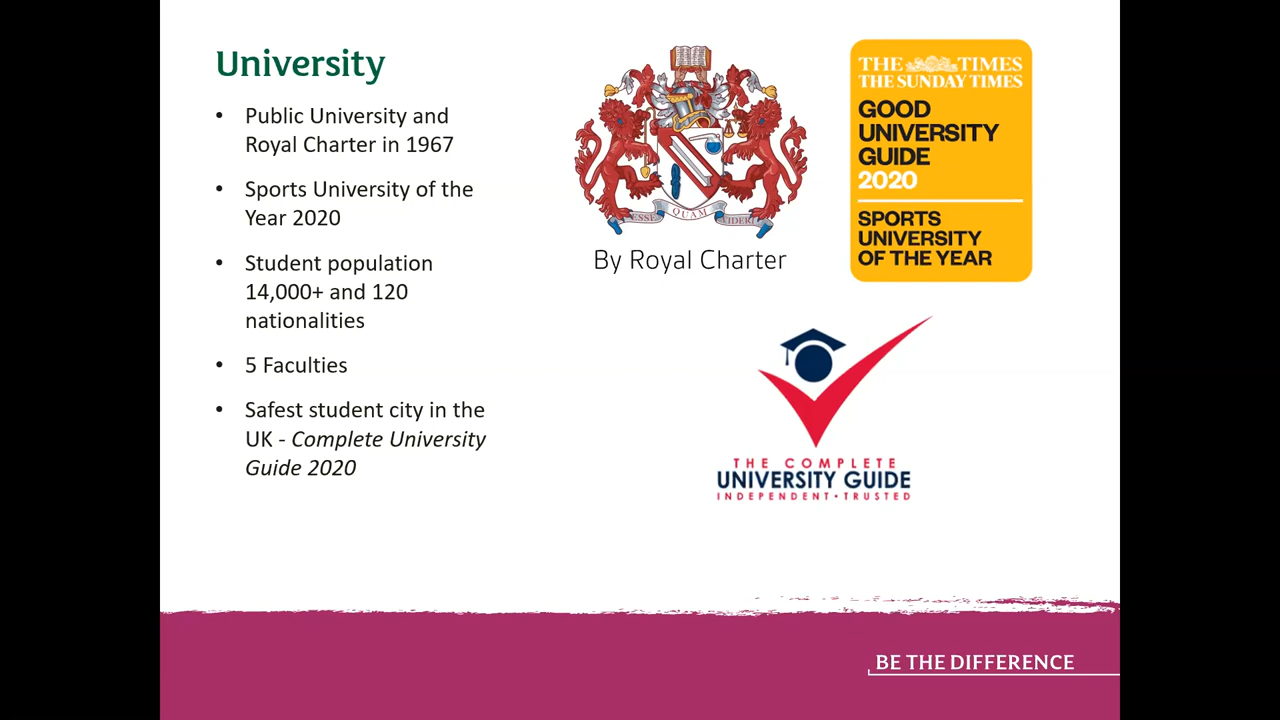 University
• Public University and
Royal Charter in 1967
• Sports University of the
Year 2020
• Student population
14,000+ and 120
nationalities
• 5 Faculties
• Safest student city in the
UK - Complete University
Guide 2020
ESSE QUAM VIDERI
By Royal Charter
THE TIMES
THE SUNDAY TIMES
GOOD
UNIVERSITY
GUIDE
2020
SPORTS
UNIVERSITY
OF THE YEAR
THE COMPLETE
UNIVERSITY GUIDE
INDEPENDENT • TRUSTED
BE THE DIFFERENCE